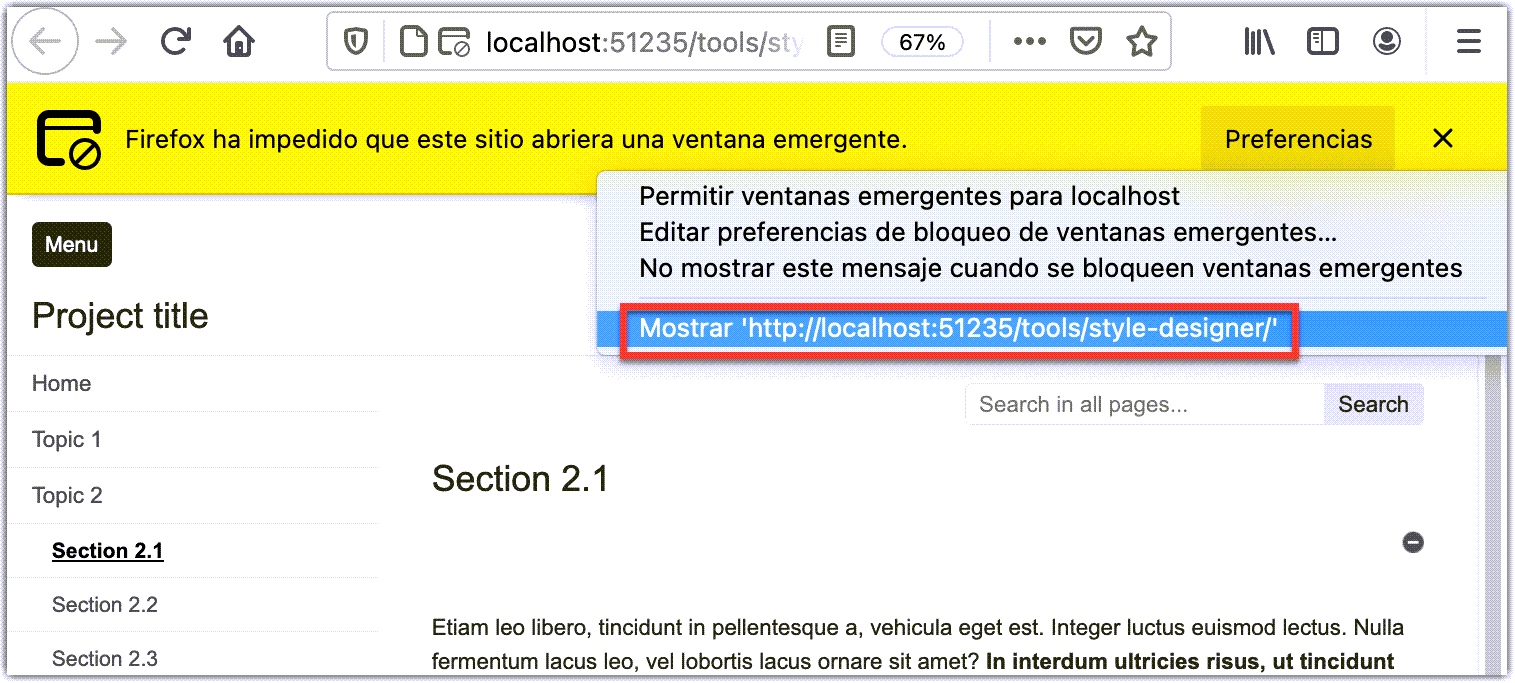 localhost:51235/tools/sty
67%
Firefox ha impedido que este sitio abriera una ventana emergente.
Preferencias
Permitir ventanas emergentes para localhost
Editar preferencias de bloqueo de ventanas emergentes...
No mostrar este mensaje cuando se bloqueen ventanas emergentes
Mostrar 'http://localhost:51235/tools/style-designer/'
Menu
Project title
Home
Topic 1
Topic 2
Section 2.1
Section 2.2
Section 2.3
Search in all pages...
Search
Section 2.1
Etiam leo libero, tincidunt in pellentesque a, vehicula eget est. Integer luctus euismod lectus. Nulla
fermentum lacus leo, vel lobortis lacus ornare sit amet? In interdum ultricies risus, ut tincidunt